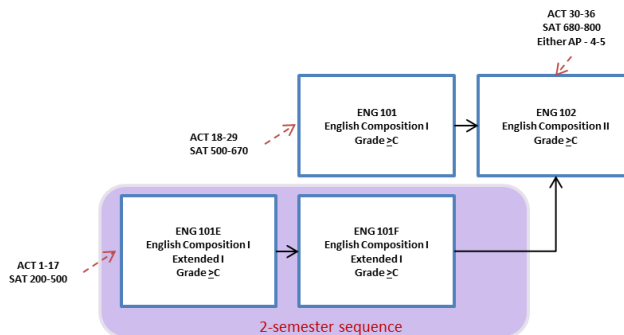 ACT 30-36
SAT 680-800
Either AP - 4-5
ENG 101
English Composition I
Grade >C
ENG 102
English Composition II
Grade >C
ACT 18-29
SAT 500-670
ENG 101E
English Composition I
Extended I
Grade >C
ENG 101F
English Composition I
Extended I
Grade >C
ACT 1-17
SAT 200-500
2-semester sequence